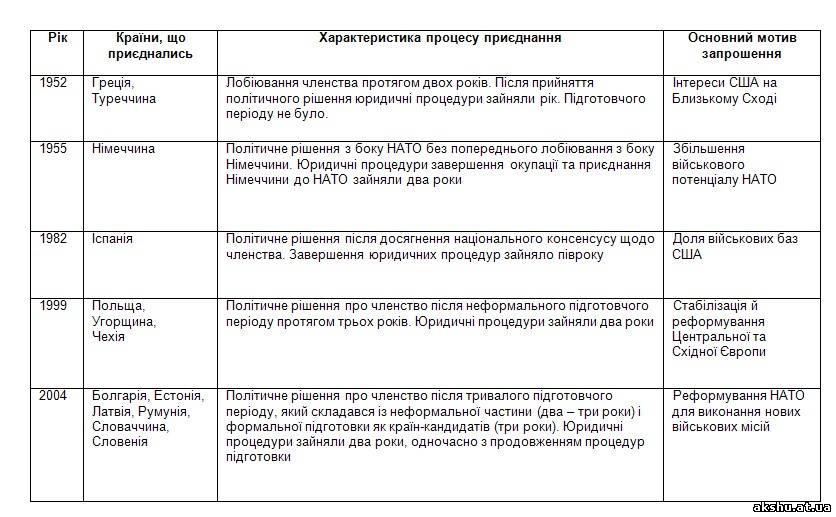 Рік
Країни, що
приєднались
Характеристика процесу приєднання
Основний мотив
запрошення
1952
Греція,
Туреччина
Лобіювання членства протягом двох років. Після прийняття
політичного рішення юридичні процедури зайняли рік. Підготовчого
періоду не було.
Інтереси США на
Близькому Сході
1955
Німеччина
Політичне рішення з боку НАТО без попереднього лобіювання з боку
Німеччини. Юридичні процедури завершення окупації та приєднання
Німеччини до НАТО зайняли два роки
Збільшення
військового
потенціалу НАТО
1982
Іспанія
Політичне рішення після досягнення національного консенсусу щодо
членства. Завершення юридичних процедур зайняло півроку
Доля військових баз
США
1999
Польща,
Угорщина,
Чехія
Політичне рішення про членство після неформального підготовчого
періоду протягом трьох років. Юридичні процедури зайняли два роки
Стабілізація й
реформування
Центральної та
Східної Європи
2004
Болгарія, Естонія,
Латвія, Румунія,
Словаччина,
Словенія
Політичне рішення про членство після тривалого підготовчого
періоду, який складався із неформальної частини (два – три роки) і
формальної підготовки як країн-кандидатів (три роки). Юридичні
процедури зайняли два роки, одночасно з продовженням процедур
підготовки
Реформування НАТО
для виконання нових
військових місій
akshu.at.ua